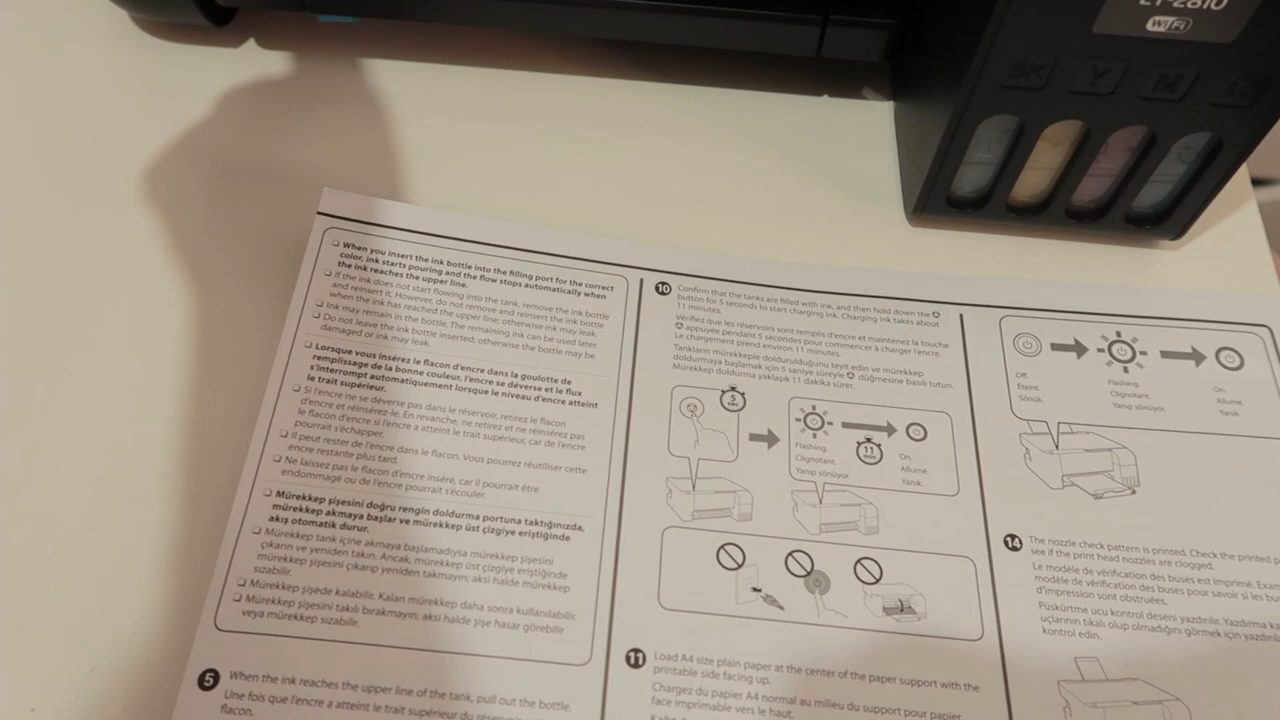 ET-2810
WiFi
BK
Y
M
C
❏ When you insert the ink bottle into the filling port for the correct
color, ink starts pouring and the flow stops automatically when
the ink reaches the upper line.
❏ If the ink does not start flowing into the tank, remove the ink bottle
and reinsert it. However, do not remove and reinsert the ink bottle
when the ink has reached the upper line; otherwise ink may leak.
❏ Ink may remain in the bottle. The remaining ink can be used later.
❏ Do not leave the ink bottle inserted; otherwise the bottle may be
damaged or ink may leak.
❏ Lorsque vous insérez le flacon d'encre dans la goulotte de
remplissage de la bonne couleur, l'encre se déverse et le flux
s'interrompt automatiquement lorsque le niveau d'encre atteint
le trait supérieur.
❏ Si l'encre ne se déverse pas dans le réservoir, retirez le flacon
d'encre et réinsérez-le. En revanche, ne retirez et ne réinsérez pas
le flacon d'encre si l'encre a atteint le trait supérieur, car de l'encre
pourrait s'échapper.
❏ Il peut rester de l'encre dans le flacon. Vous pourrez réutiliser cette
encre restante plus tard.
❏ Ne laissez pas le flacon d'encre inséré, car il pourrait être
endommagé ou de l'encre pourrait s'écouler.
❏ Mürekkep şişesini doğru rengin doldurma portuna taktığınızda,
mürekkep akmaya başlar ve mürekkep üst çizgiye eriştiğinde
akış otomatik durur.
❏ Mürekkep tank içine akmaya başlamadıysa mürekkep şişesini
çıkarın ve yeniden takın. Ancak, mürekkep üst çizgiye eriştiğinde
mürekkep şişesini çıkarıp yeniden takmayın; aksi halde mürekkep
sızabilir.
❏ Mürekkep şişede kalabilir. Kalan mürekkep daha sonra kullanılabilir.
❏ Mürekkep şişesini takılı bırakmayın; aksi halde şişe hasar görebilir
veya mürekkep sızabilir.
5 When the ink reaches the upper line of the tank, pull out the bottle.
Une fois que l'encre a atteint le trait supérieur du réservoir
flacon.
10 Confirm that the tanks are filled with ink, and then hold down the
button for 5 seconds to start charging ink. Charging ink takes about
11 minutes.
Vérifiez que les réservoirs sont remplis d'encre et maintenez la touche
appuyée pendant 5 secondes pour commencer à charger l'encre.
Le chargement prend environ 11 minutes.
Tankların mürekkeple doldurulduğunu teyit edin ve mürekkep
doldurmaya başlamak için 5 saniye süreyle düğmesine basılı tutun.
Mürekkep doldurma yaklaşık 11 dakika sürer.
5
sec
Flashing.
Clignotant.
Yanıp sönüyor.
11
min
On.
Allumé.
Yanık.
11 Load A4 size plain paper at the center of the paper support with the
printable side facing up.
Chargez du papier A4 normal au milieu du support pour papier,
face imprimable vers le haut.
Off.
Éteint.
Sönük.
Flashing.
Clignotant.
Yanıp sönüyor.
On.
Allumé.
Yanık.
14 The nozzle check pattern is printed. Check the printed
see if the print head nozzles are clogged.
Le modèle de vérification des buses est imprimé.
modèle de vérification des buses pour savoir si les
d'impression sont obstruées.
Püskürtme ucu kontrol deseni yazdırılır. Yazdırma
uçlarının tıkalı olup olmadığını görmek için
kontrol edin.